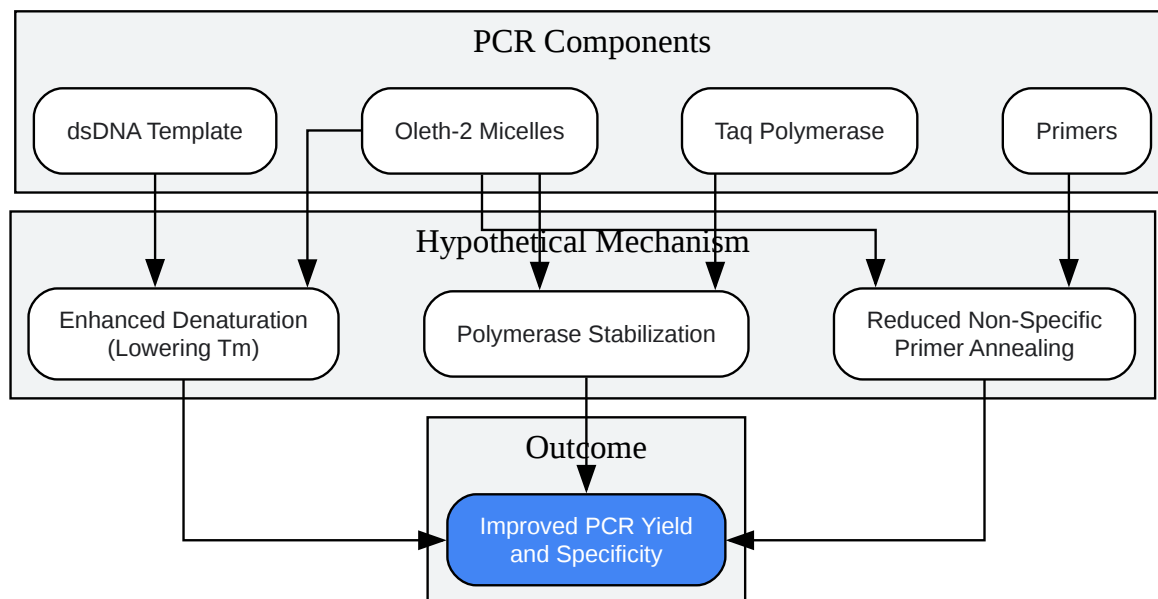 PCR Components
dsDNA Template
Oleth-2 Micelles
Taq Polymerase
Primers
Hypothetical Mechanism
Enhanced Denaturation
(Lowering Tm)
Polymerase Stabilization
Reduced Non-Specific
Primer Annealing
Outcome
Improved PCR Yield
and Specificity